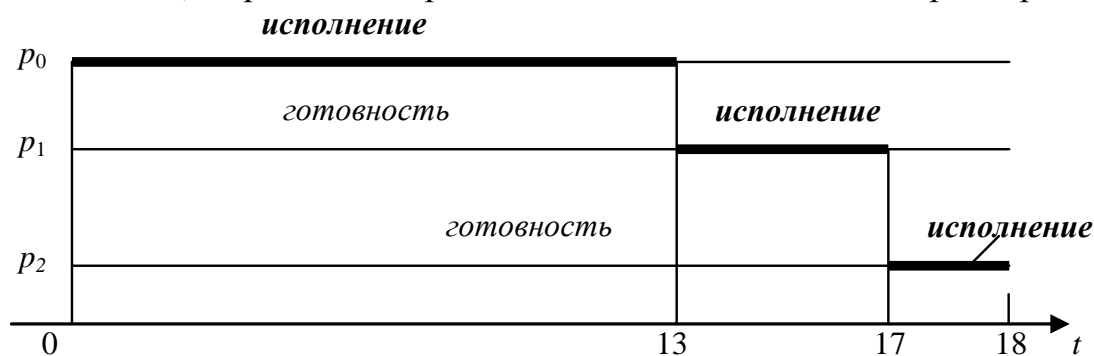 исполнение
p0
готовность исполнение
p1
готовность исполнение
p2
0 13 17 18 t